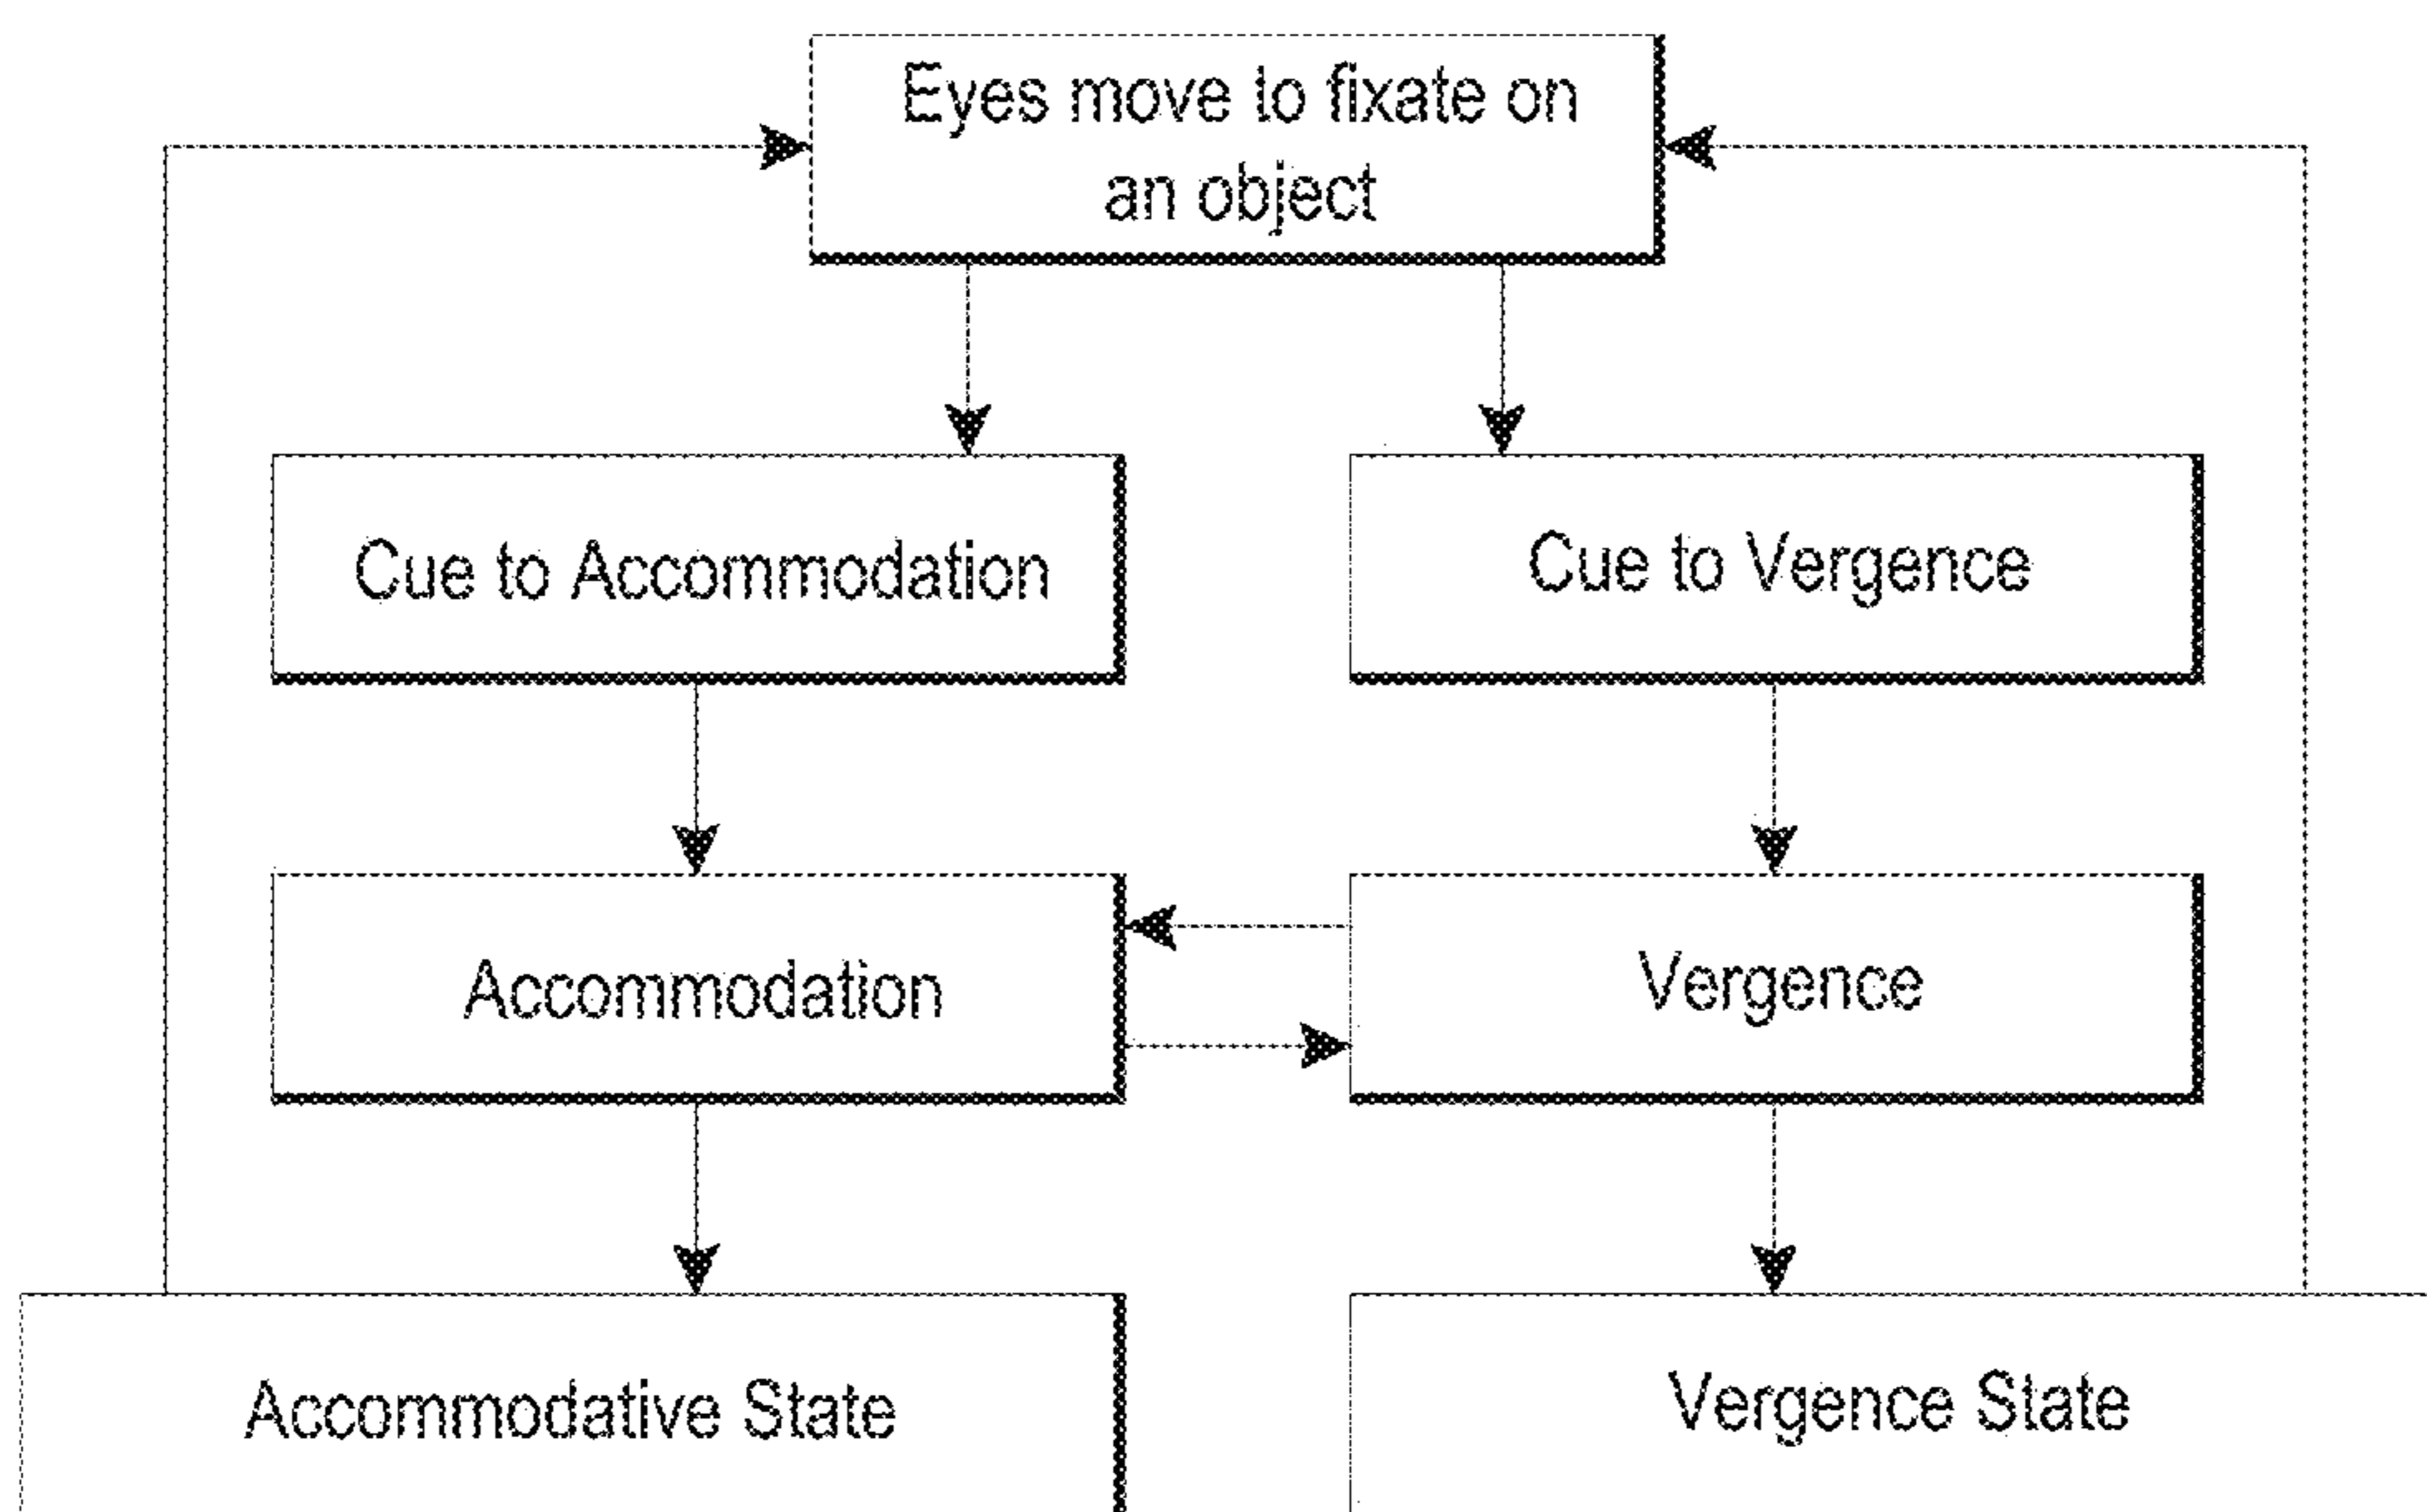 Eyes move to fixate on
an object
Cue to Accommodation
Cue to Vergence
Accommodation
Vergence
Accommodative State
Vergence State